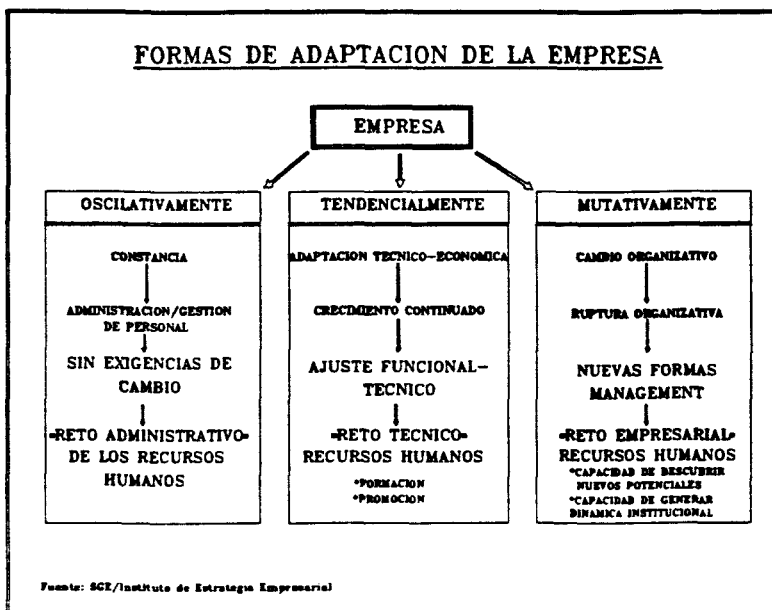 FORMAS DE ADAPTACION DE LA EMPRESA
EMPRESA
OSCILATIVAMENTE
CONSTANCIA
ADMINISTRACION/GESTION
DE PERSONAL
SIN EXIGENCIAS DE
CAMBIO
"RETO ADMINISTRATIVO"
DE LOS RECURSOS
HUMANOS
TENDENCIALMENTE
ADAPTACION TECNICO-ECONOMICA
CRECIMIENTO CONTINUADO
AJUSTE FUNCIONAL-
TECNICO
"RETO TECNICO"
RECURSOS HUMANOS
*FORMACION
*PROMOCION
MUTATIVAMENTE
CAMBIO ORGANIZATIVO
RUPTURA ORGANIZATIVA
NUEVAS FORMAS
MANAGEMENT
"RETO EMPRESARIAL"
RECURSOS HUMANOS
*CAPACIDAD DE DESCUBRIR
NUEVOS POTENCIALES
*CAPACIDAD DE GENERAR
DINAMICA INSTITUCIONAL
Fuente: SGE/Instituto de Estrategia Empresarial